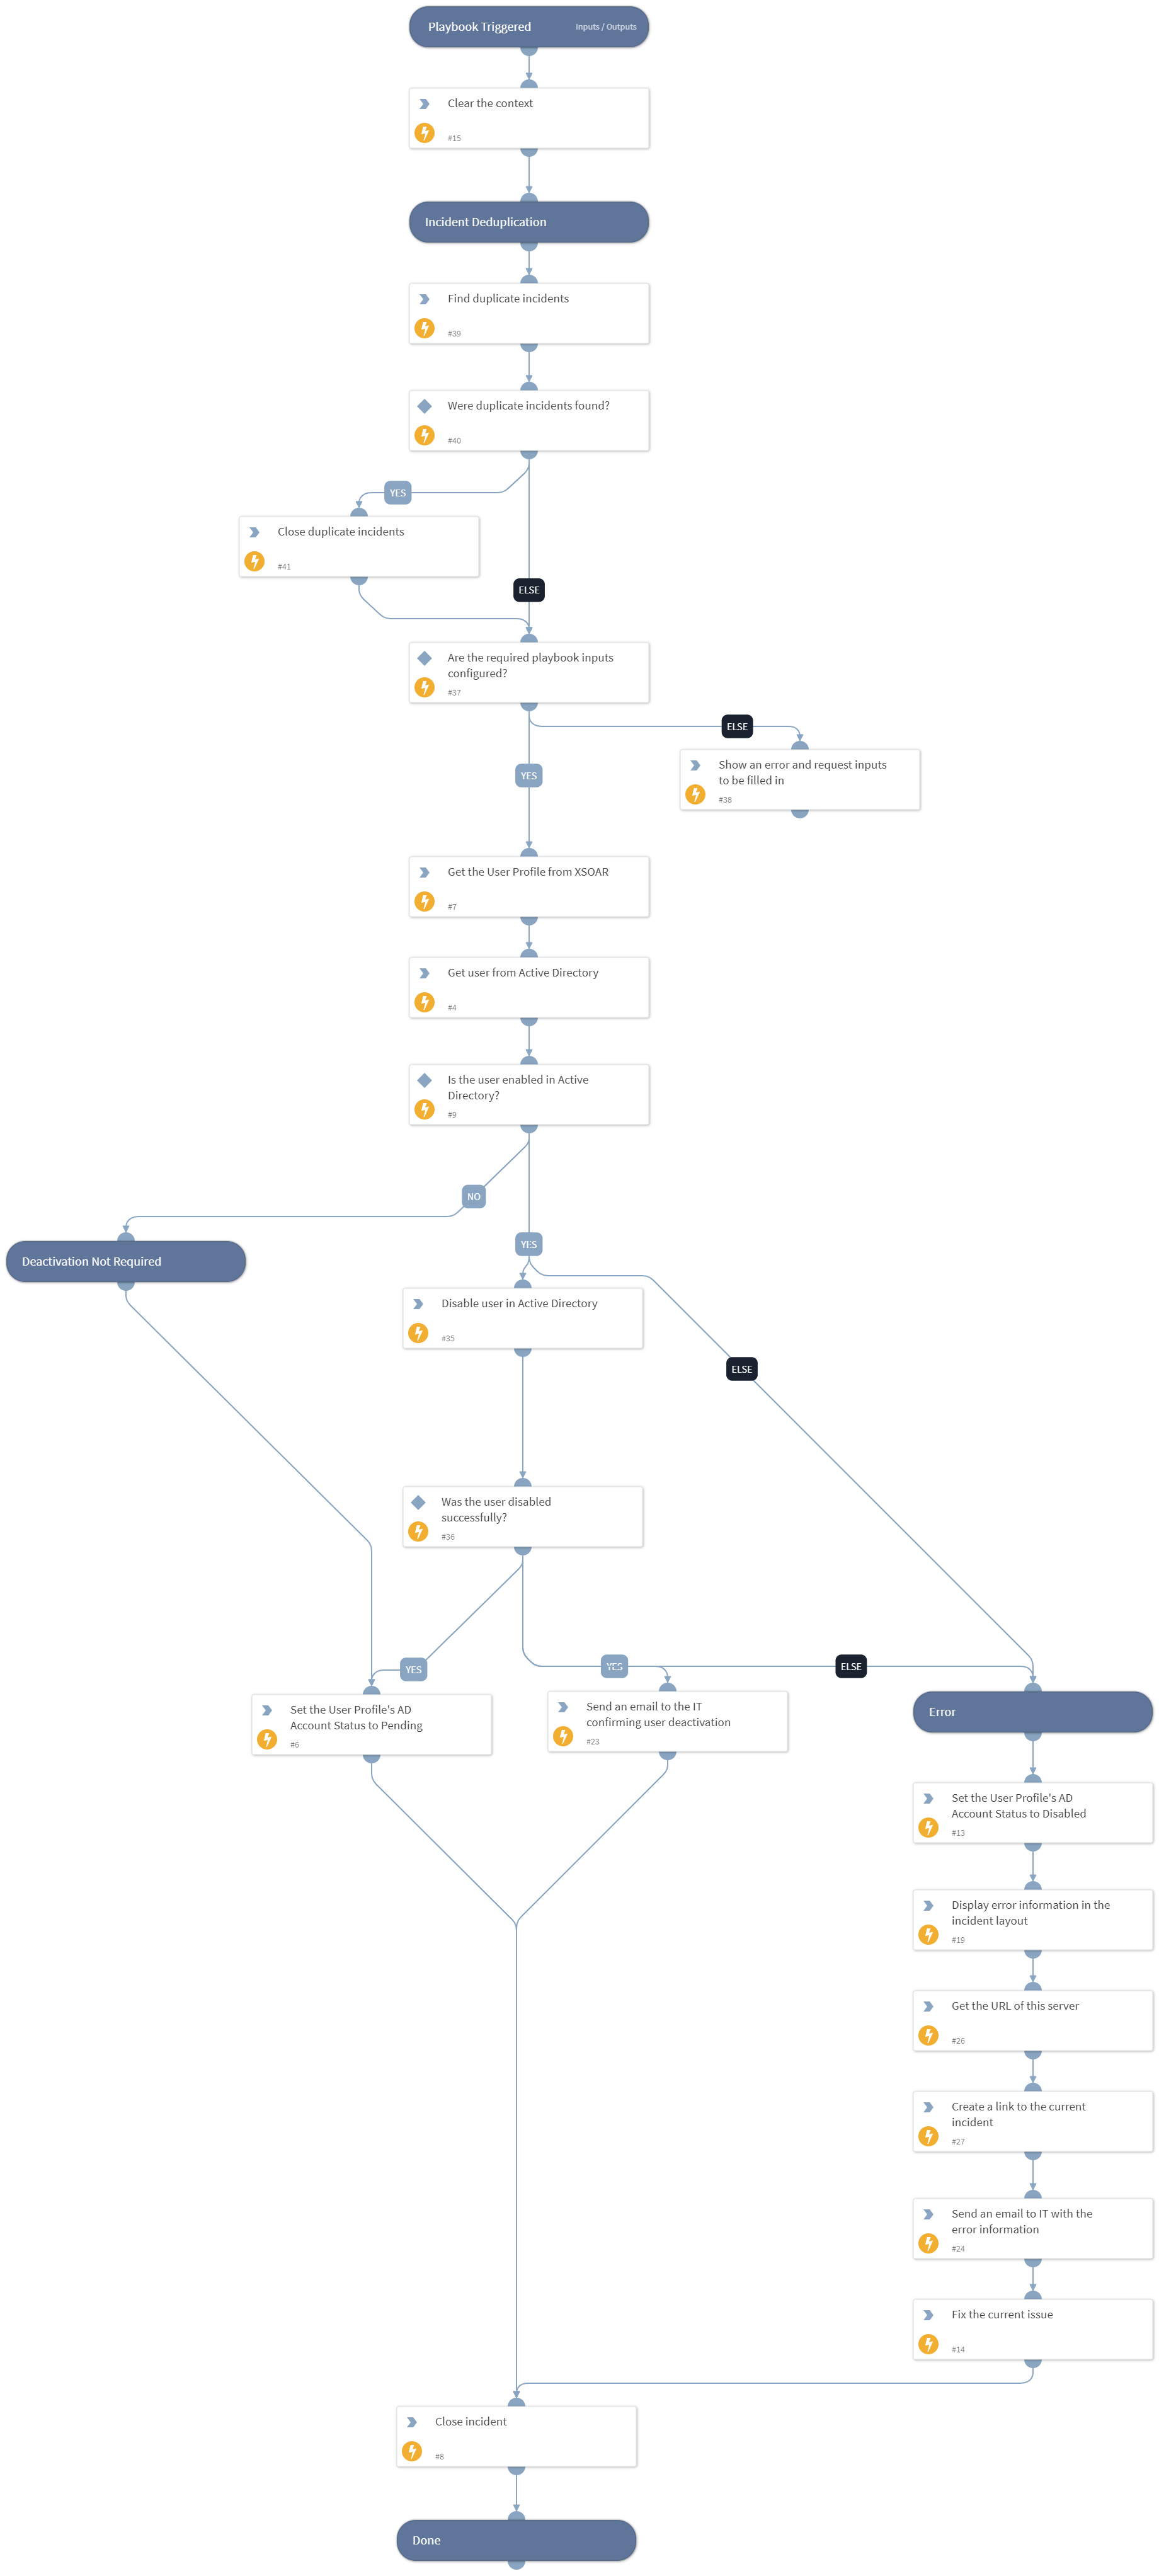 Playbook Triggered
Inputs / Outputs
Clear the context
#15
Incident Deduplication
Find duplicate incidents
#39
Were duplicate incidents found?
#40
YES
Close duplicate incidents
#41
ELSE
Are the required playbook inputs
configured?
#37
ELSE
YES
Show an error and request inputs
to be filled in
#38
Get the User Profile from XSOAR
#7
Get user from Active Directory
#4
Is the user enabled in Active
Directory?
#9
NO
YES
Deactivation Not Required
Disable user in Active Directory
#35
ELSE
Was the user disabled
successfully?
#36
YES
YES
ELSE
Set the User Profile's AD
Account Status to Pending
#6
Send an email to the IT
confirming user deactivation
#23
Error
Set the User Profile's AD
Account Status to Disabled
#13
Display error information in the
incident layout
#19
Get the URL of this server
#26
Create a link to the current
incident
#27
Send an email to IT with the
error information
#24
Fix the current issue
#14
Close incident
#8
Done